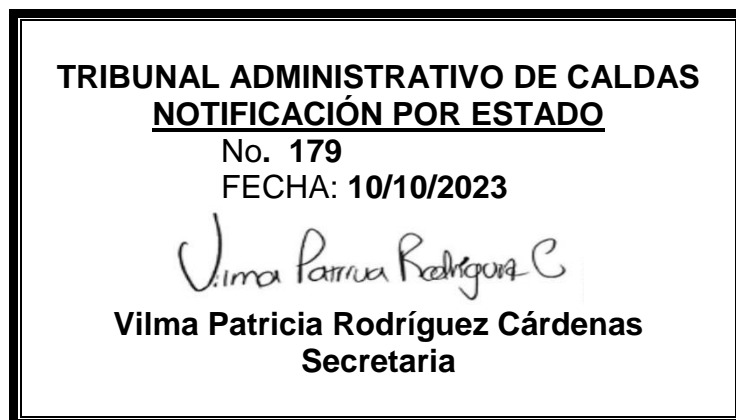 TRIBUNAL ADMINISTRATIVO DE CALDAS
NOTIFICACIÓN POR ESTADO
No. 179
FECHA: 10/10/2023
Vilma Patricia Rodríguez C
Vilma Patricia Rodríguez Cárdenas
Secretaria